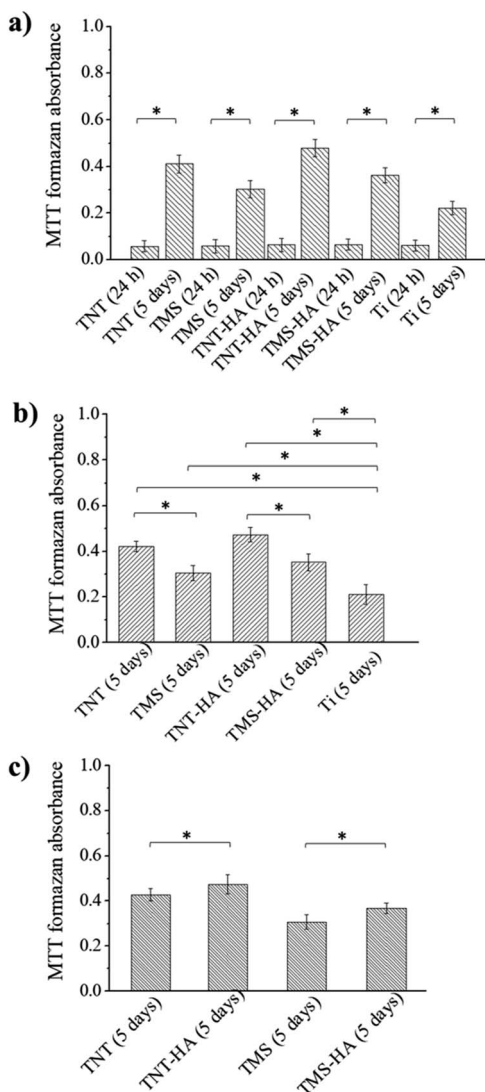 a)
MTT formazan absorbance
1.0
0.8
0.6
0.4
0.2
0.0
* * * * *
TNT (24 h)
TNT (5 days)
TMS (24 h)
TMS (5 days)
TNT-HA (24 h)
TNT-HA (5 days)
TMS-HA (24 h)
TMS-HA (5 days)
Ti (24 h)
Ti (5 days)
b)
MTT formazan absorbance
1.0
0.8
0.6
0.4
0.2
0.0
*
*
*
*
* *
TNT (5 days)
TMS (5 days)
TNT-HA (5 days)
TMS-HA (5 days)
Ti (5 days)
c)
MTT formazan absorbance
1.0
0.8
0.6
0.4
0.2
0.0
* *
TNT (5 days)
TNT-HA (5 days)
TMS (5 days)
TMS-HA (5 days)